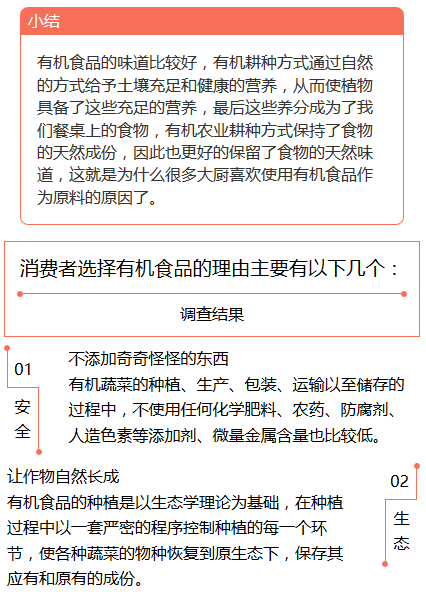 小结
有机食品的味道比较好，有机耕种方式通过自然
的方式给予土壤充足和健康的营养，从而使植物
具备了这些充足的营养，最后这些养分成为了我
们餐桌上的食物，有机农业耕种方式保持了食物
的天然成份，因此也更好的保留了食物的天然味
道，这就是为什么很多大厨喜欢使用有机食品作
为原料的原因了。
消费者选择有机食品的理由主要有以下几个：
调查结果
01
安
全
不添加奇奇怪怪的东西
有机蔬菜的种植、生产、包装、运输以至储存的
过程中，不使用任何化学肥料、农药、防腐剂、
人造色素等添加剂、微量金属含量也比较低。
02
生
态
让作物自然长成
有机食品的种植是以生态学理论为基础，在种植
过程中以一套严密的程序控制种植的每一个环
节，使各种蔬菜的物种恢复到原生态下，保存其
应有和原有的成份。